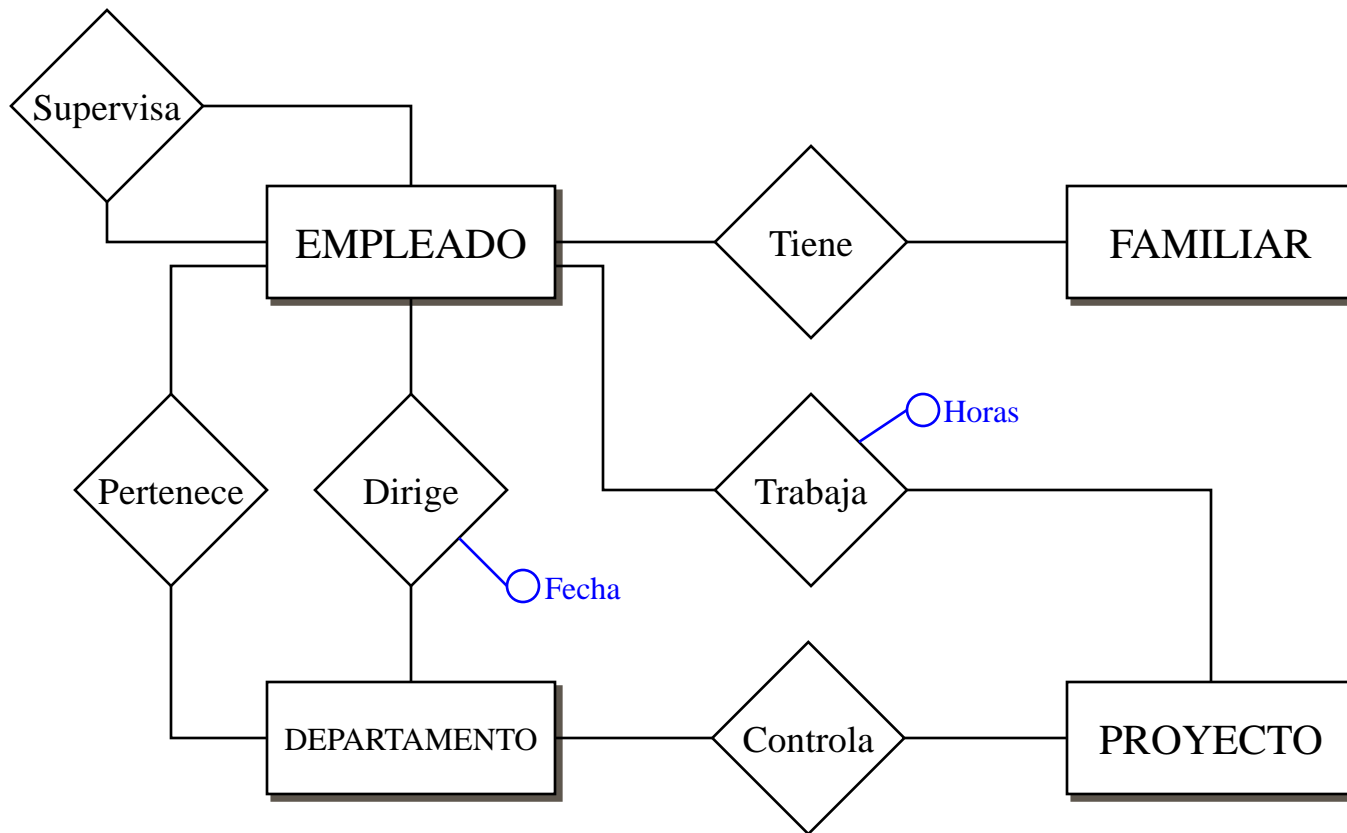 Supervisa
EMPLEADO
Tiene
FAMILIAR
Horas
Pertenece
Dirige
Trabaja
Fecha
DEPARTAMENTO
Controla
PROYECTO